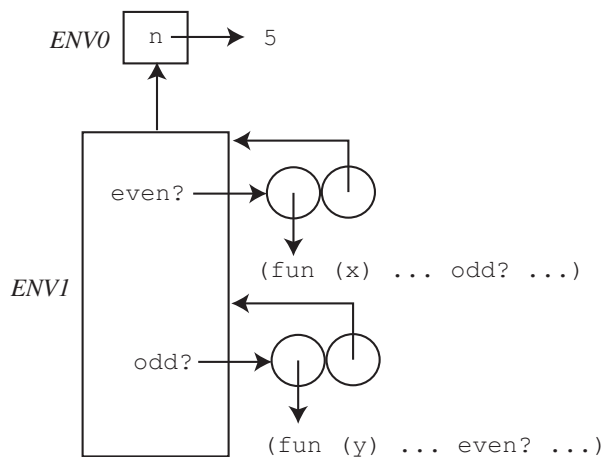 ENV0 n 5
even?
(fun (x) ... odd? ...)
ENV1
odd?
(fun (y) ... even? ...)